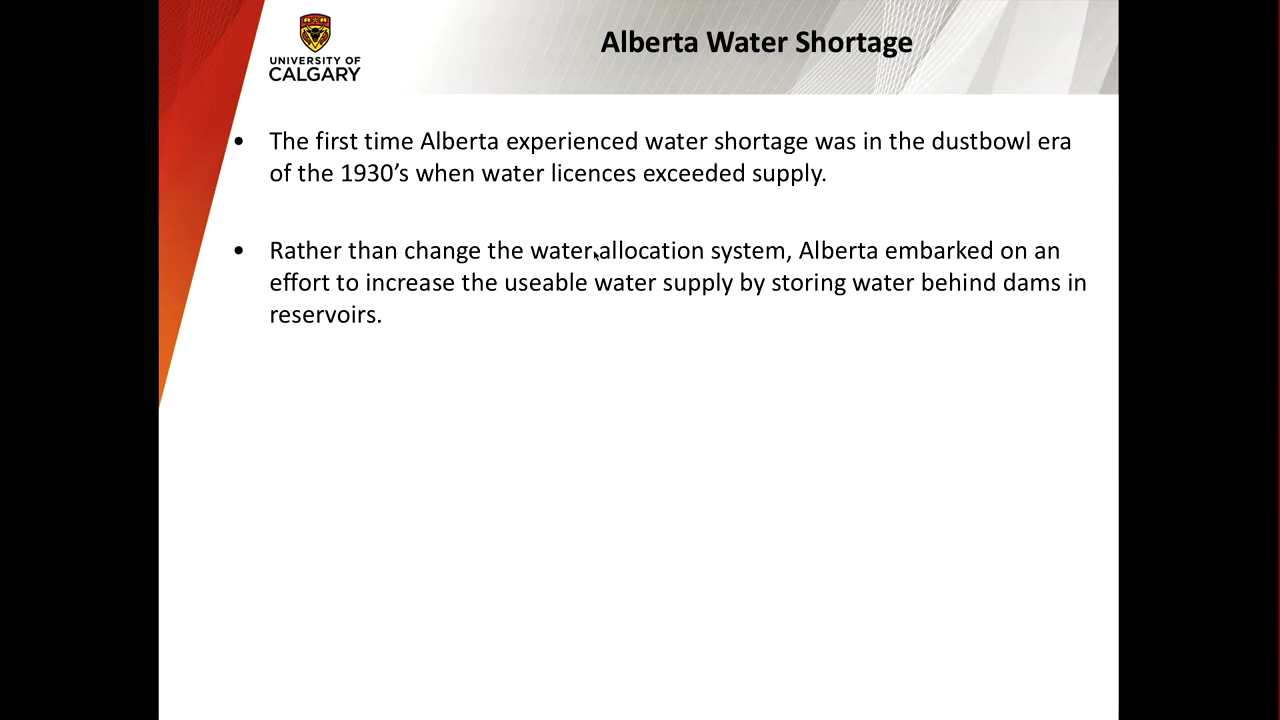 UNIVERSITY OF
CALGARY
Alberta Water Shortage
• The first time Alberta experienced water shortage was in the dustbowl era
of the 1930’s when water licences exceeded supply.
• Rather than change the water allocation system, Alberta embarked on an
effort to increase the useable water supply by storing water behind dams in
reservoirs.